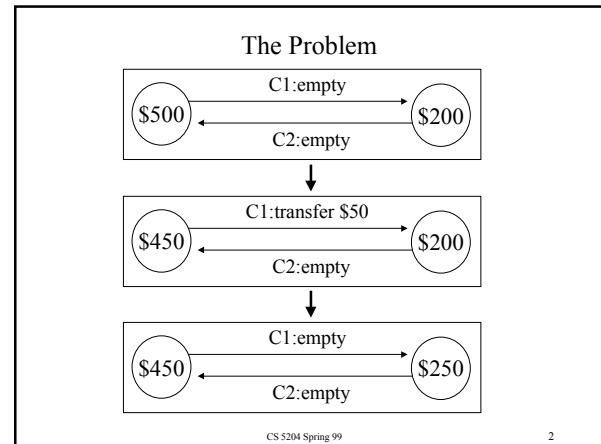 The Problem
C1:empty
$500
$200
C2:empty
C1:transfer $50
$450
$200
C2:empty
C1:empty
$450
$250
C2:empty
CS 5204 Spring 99
2